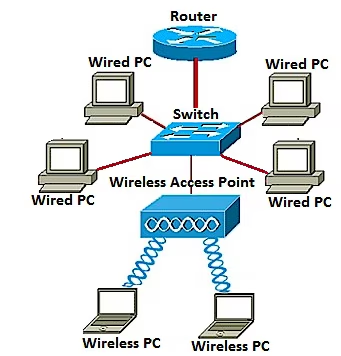 Router
Wired PC
Wired PC
Switch
Wireless Access Point
Wired PC
Wired PC
Wireless PC
Wireless PC